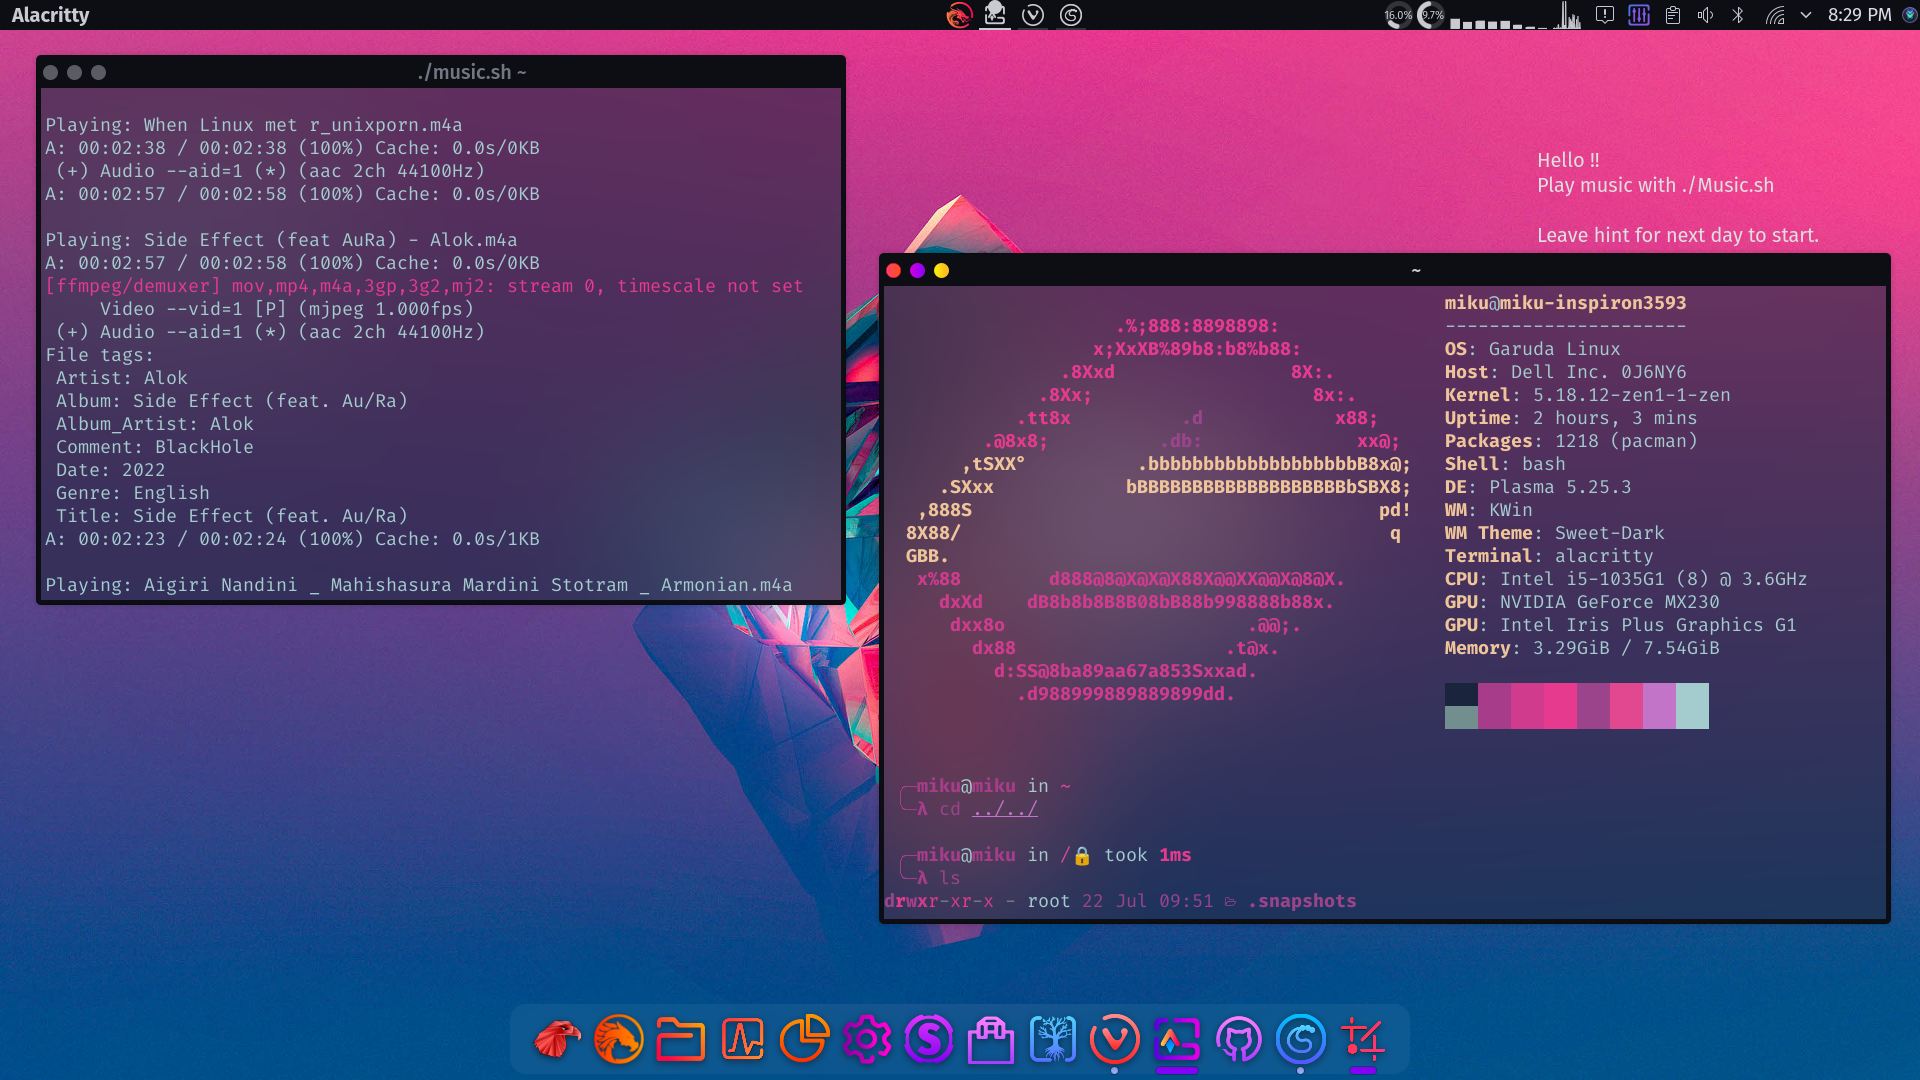 Alacritty
16.0% 9.7% 8:29 PM
./music.sh ~
Playing: When Linux met r_unixporn.m4a
A: 00:02:38 / 00:02:38 (100%) Cache: 0.0s/0KB
(+) Audio --aid=1 (*) (aac 2ch 44100Hz)
A: 00:02:57 / 00:02:58 (100%) Cache: 0.0s/0KB
Playing: Side Effect (feat AuRa) - Alok.m4a
A: 00:02:57 / 00:02:58 (100%) Cache: 0.0s/0KB
[ffmpeg/demuxer] mov,mp4,m4a,3gp,3g2,mj2: stream 0, timescale not set
Video --vid=1 [P] (mjpeg 1.000fps)
(+) Audio --aid=1 (*) (aac 2ch 44100Hz)
File tags:
Artist: Alok
Album: Side Effect (feat. Au/Ra)
Album_Artist: Alok
Comment: BlackHole
Date: 2022
Genre: English
Title: Side Effect (feat. Au/Ra)
A: 00:02:23 / 00:02:24 (100%) Cache: 0.0s/1KB
Playing: Aigiri Nandini _ Mahishasura Mardini Stotram _ Armonian.m4a
Hello !!
Play music with ./Music.sh
Leave hint for next day to start.
~
.%;888:8898898:
x;XxXB%89b8:b8%b88:
.8Xxd 8X:.
.8Xx; 8x:.
.tt8x .d x88;
.@8x8; .db: xx@;
,tSXX° .bbbbbbbbbbbbbbbbbbbB8x@;
.SXxx bBBBBBBBBBBBBBBBBBBBbSBX8;
,888S pd!
8X88/ q
GBB.
x%88 d888@8@X@X@X88X@@XX@@X@8@X.
dxXd dB8b8b8B8B08bB88b998888b88x.
dxx8o .@@;.
dx88 .t@x.
d:SS@8ba89aa67a853Sxxad.
.d988999889889899dd.
miku@miku-inspiron3593
----------------------
OS: Garuda Linux
Host: Dell Inc. 0J6NY6
Kernel: 5.18.12-zen1-1-zen
Uptime: 2 hours, 3 mins
Packages: 1218 (pacman)
Shell: bash
DE: Plasma 5.25.3
WM: KWin
WM Theme: Sweet-Dark
Terminal: alacritty
CPU: Intel i5-1035G1 (8) @ 3.6GHz
GPU: NVIDIA GeForce MX230
GPU: Intel Iris Plus Graphics G1
Memory: 3.29GiB / 7.54GiB
╭─miku@miku in ~
╰─λ cd ../../
╭─miku@miku in /🔒 took 1ms
╰─λ ls
drwxr-xr-x - root 22 Jul 09:51 .snapshots